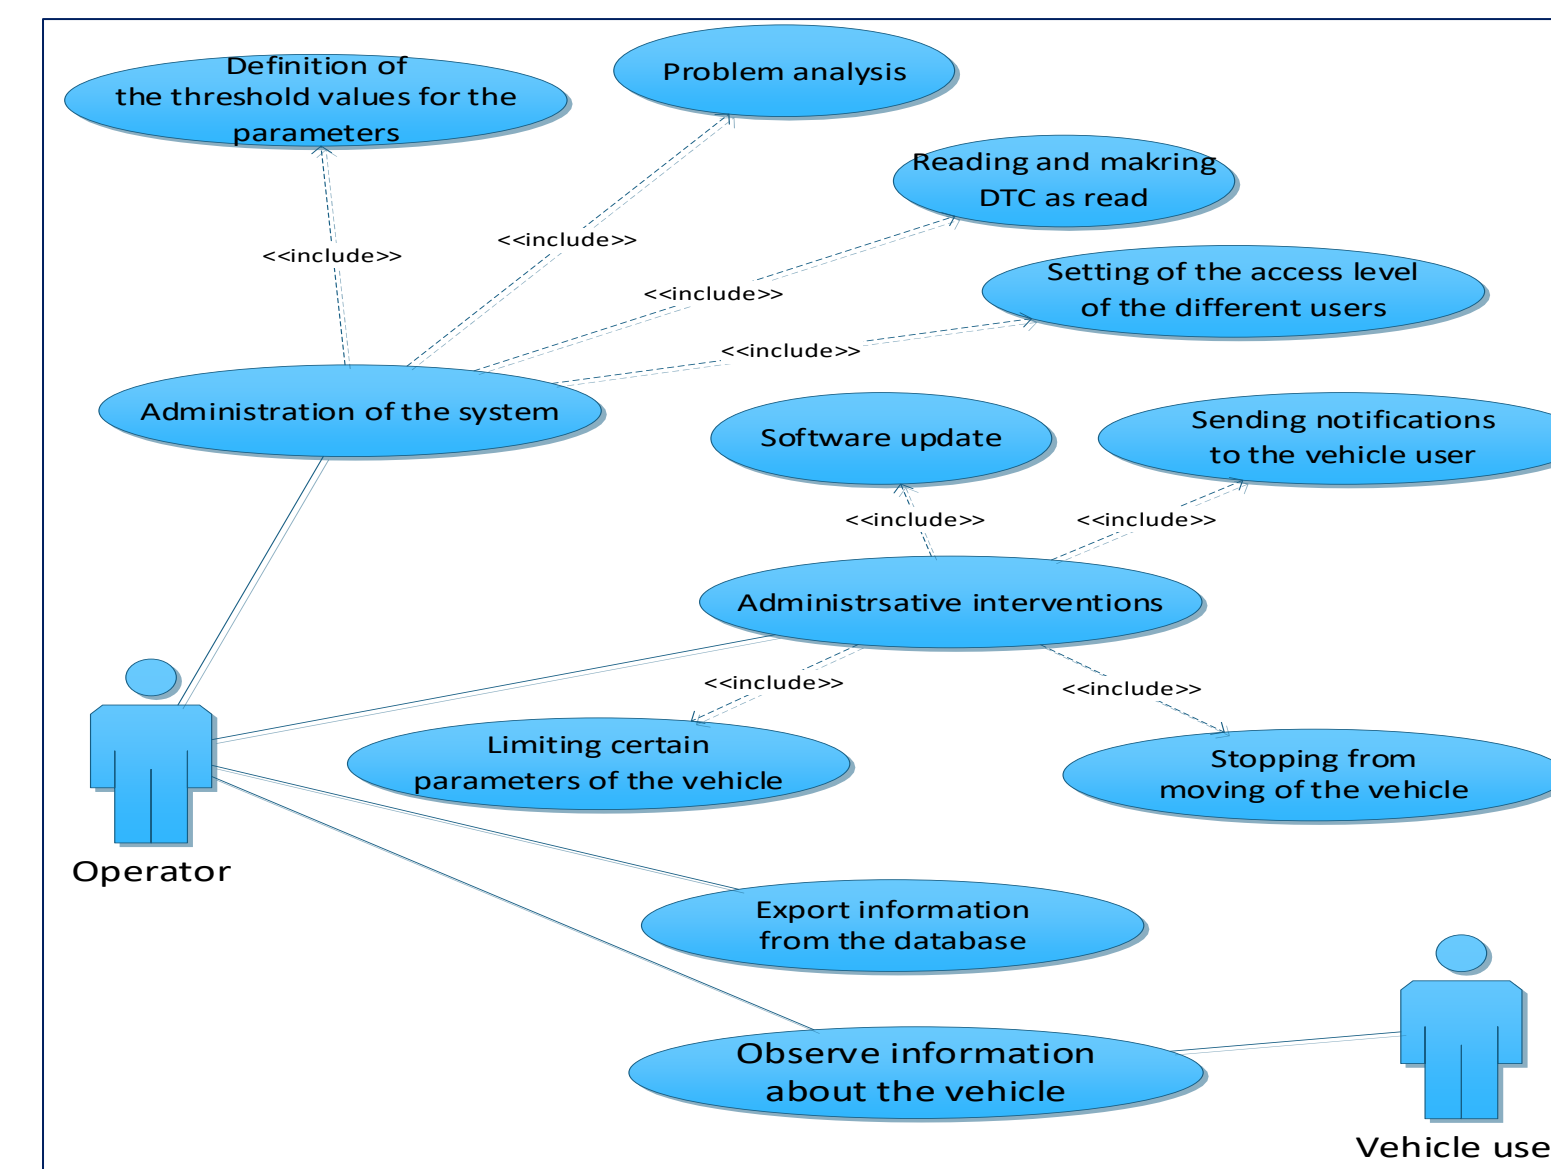 Definition of
the threshold values for the
parameters
Problem analysis
Reading and makring
DTC as read
<<include>>
<<include>>
<<include>>
Setting of the access level
of the different users
<<include>>
Administration of the system
Software update
Sending notifications
to the vehicle user
<<include>>
<<include>>
Administrsative interventions
<<include>>
<<include>>
Limiting certain
parameters of the vehicle
Stopping from
moving of the vehicle
Operator
Export information
from the database
Observe information
about the vehicle
Vehicle use